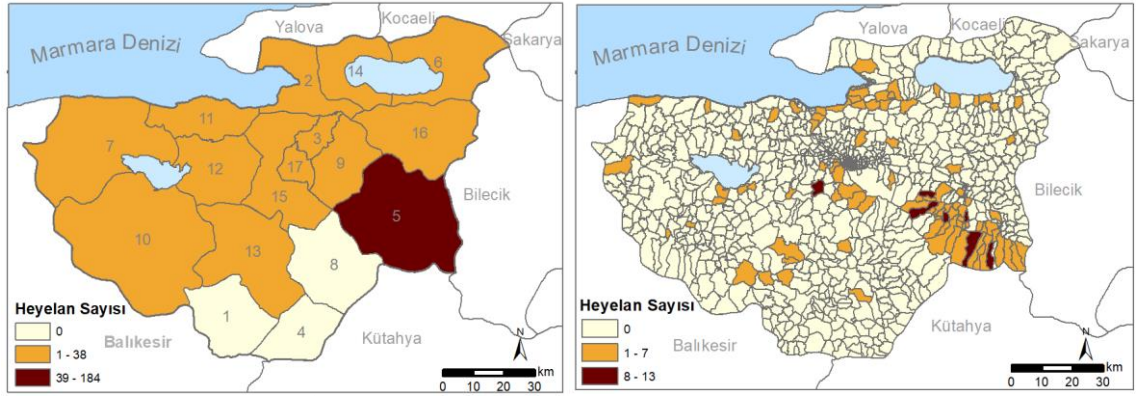 Yalova
Kocaeli
Sakarya
Marmara Denizi
14
6
2
11
7
3
16
12
17
9
15
5
10
13
8
1
4
Bilecik
Kütahya
Balıkesir
Heyelan Sayısı
0
1 - 38
39 - 184
N
km
0 10 20 30
Yalova
Kocaeli
Sakarya
Marmara Denizi
Bilecik
Kütahya
Balıkesir
Heyelan Sayısı
0
1 - 7
8 - 13
N
km
0 10 20 30